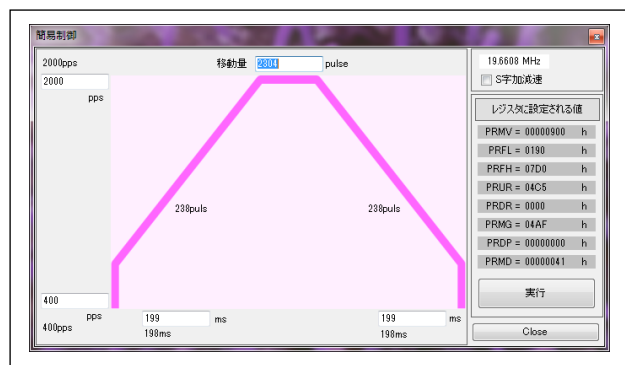 簡易制御
2000pps
移動量 2304 pulse
2000
pps
238puls
238puls
400
pps
400pps
199 ms
198ms
199 ms
198ms
19.6608 MHz
S字加減速
レジスタに設定される値
PRMV = 00000900 h
PRFL = 0190 h
PRFH = 07D0 h
PRUR = 04C5 h
PRDR = 0000 h
PRMG = 04AF h
PRDP = 00000000 h
PRMD = 00000041 h
実行
Close